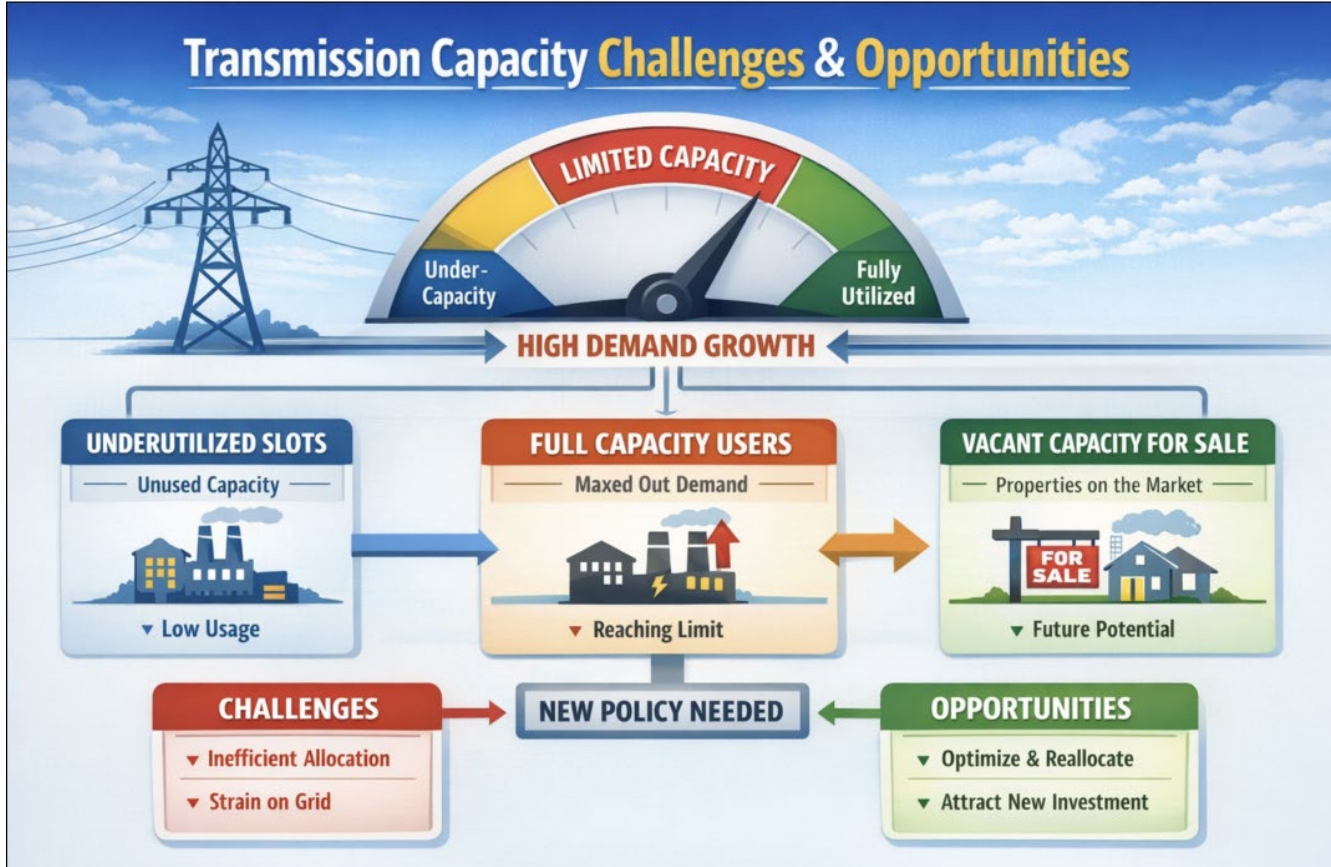 Transmission Capacity Challenges & Opportunities
LIMITED CAPACITY
Under-
Capacity
Fully
Utilized
HIGH DEMAND GROWTH
UNDERUTILIZED SLOTS
Unused Capacity
▼ Low Usage
FULL CAPACITY USERS
Maxed Out Demand
▼ Reaching Limit
VACANT CAPACITY FOR SALE
Properties on the Market
FOR
SALE
▼ Future Potential
CHALLENGES
▼ Inefficient Allocation
▼ Strain on Grid
NEW POLICY NEEDED
OPPORTUNITIES
▼ Optimize & Reallocate
▼ Attract New Investment